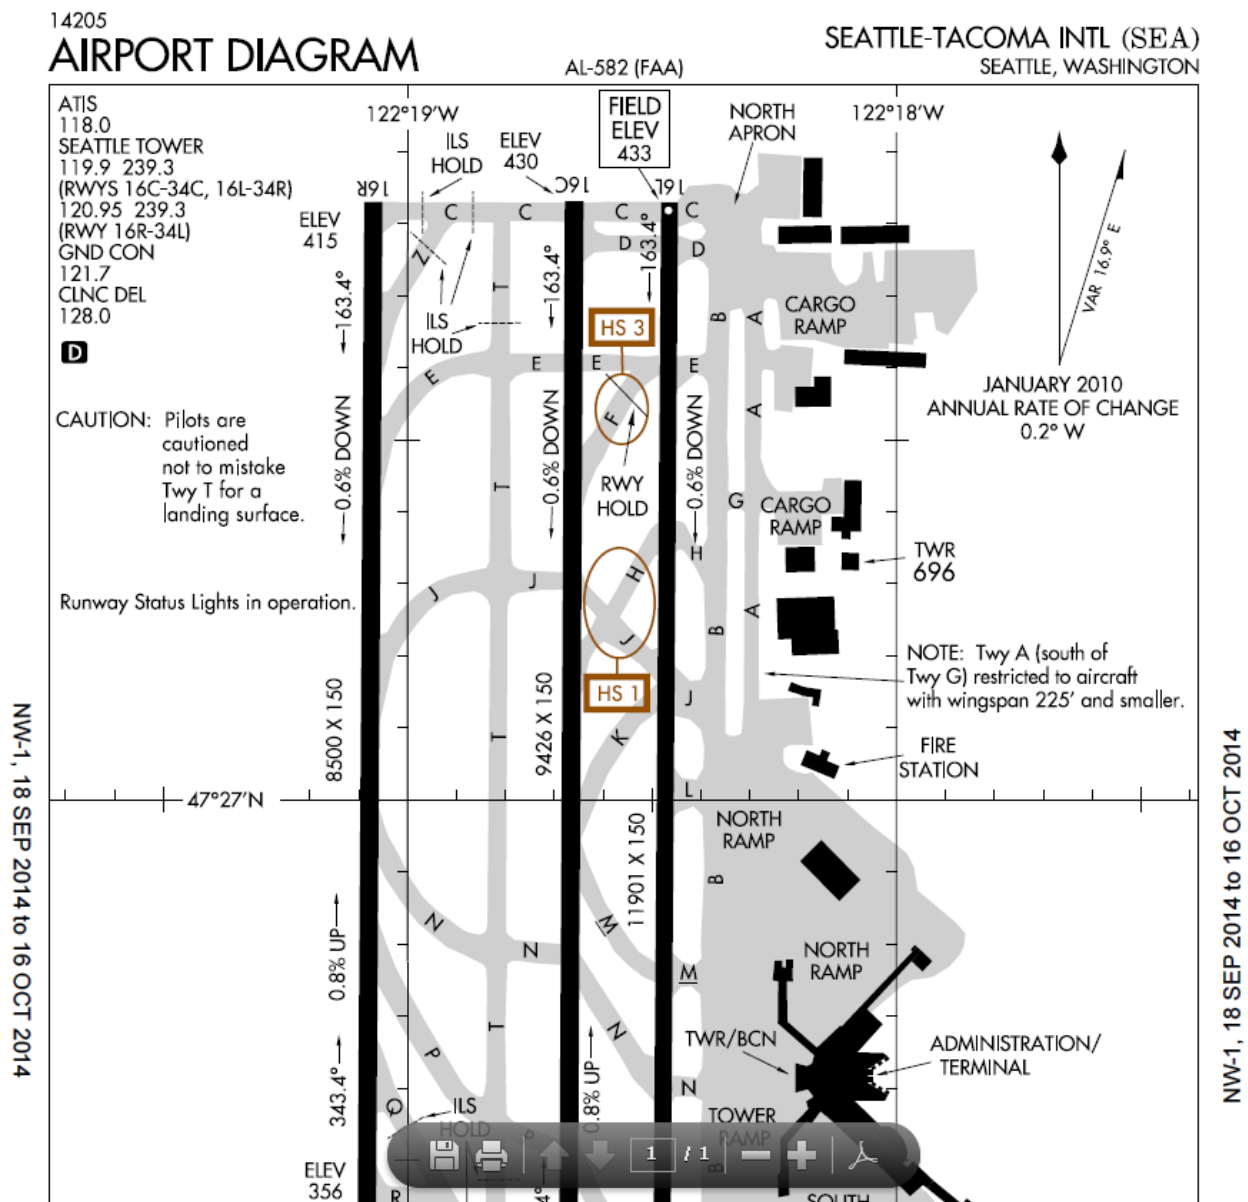 14205
AIRPORT DIAGRAM
AL-582 (FAA)
SEATTLE-TACOMA INTL (SEA)
SEATTLE, WASHINGTON
ATIS
118.0
SEATTLE TOWER
119.9 239.3
(RWYS 16C-34C, 16L-34R)
120.95 239.3
(RWY 16R-34L)
GND CON
121.7
CLNC DEL
128.0
D
CAUTION: Pilots are
cautioned
not to mistake
Twy T for a
landing surface.
Runway Status Lights in operation.
122°19'W
122°18'W
ILS
HOLD
ELEV
430
FIELD
ELEV
433
NORTH
APRON
16R
16C
16L
ELEV
415
C
C
C
C
D
D
Z
T
163.4°
163.4°
163.4°
ILS
HOLD
HS 3
B
A
CARGO
RAMP
VAR 16.9° E
JANUARY 2010
ANNUAL RATE OF CHANGE
0.2° W
E
E
E
E
F
A
0.6% DOWN
0.6% DOWN
0.6% DOWN
RWY
HOLD
T
G
CARGO
RAMP
TWR
696
H
H
J
J
J
J
B
A
HS 1
NOTE: Twy A (south of
Twy G) restricted to aircraft
with wingspan 225' and smaller.
8500 X 150
9426 X 150
11901 X 150
T
K
L
FIRE
STATION
47°27'N
NORTH
RAMP
B
N
N
M
M
NORTH
RAMP
0.8% UP
0.8% UP
T
N
N
P
TWR/BCN
ADMINISTRATION/
TERMINAL
343.4°
Q
ILS
HOLD
TOWER
RAMP
P
B
1 / 1
ELEV
356
R
4°
SOUTH
NW-1, 18 SEP 2014 to 16 OCT 2014
NW-1, 18 SEP 2014 to 16 OCT 2014